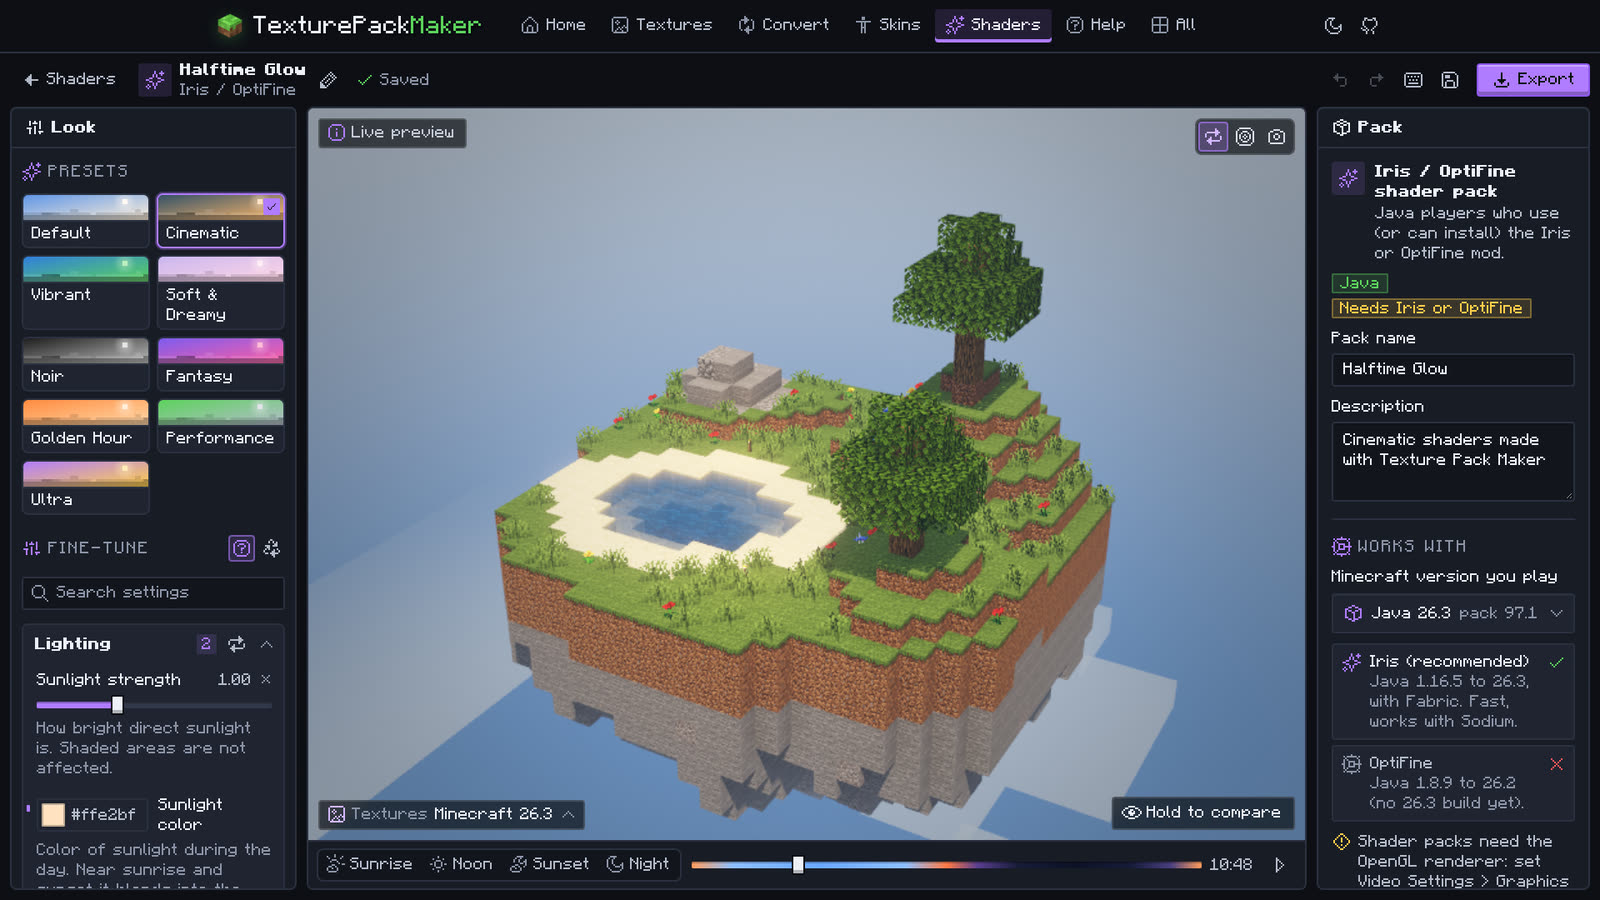 TexturePackMaker
Home
Textures
Convert
Skins
Shaders
Help
All
Shaders
Halftime Glow
Iris / OptiFine
Saved
Export
Look
PRESETS
Default
Cinematic
Vibrant
Soft &
Dreamy
Noir
Fantasy
Golden Hour
Performance
Ultra
FINE-TUNE
Search settings
Lighting
2
Sunlight strength
1.00
How bright direct sunlight
is. Shaded areas are not
affected.
#ffe2bf
Sunlight
color
Color of sunlight during the
day. Near sunrise and
sunset it blends into the
Live preview
Textures Minecraft 26.3
Hold to compare
Sunrise
Noon
Sunset
Night
10:48
Pack
Iris / OptiFine
shader pack
Java players who use
(or can install) the Iris
or OptiFine mod.
Java
Needs Iris or OptiFine
Pack name
Halftime Glow
Description
Cinematic shaders made
with Texture Pack Maker
WORKS WITH
Minecraft version you play
Java 26.3 pack 97.1
Iris (recommended)
Java 1.16.5 to 26.3,
with Fabric. Fast,
works with Sodium.
OptiFine
Java 1.8.9 to 26.2
(no 26.3 build yet).
Shader packs need the
OpenGL renderer: set
Video Settings > Graphics